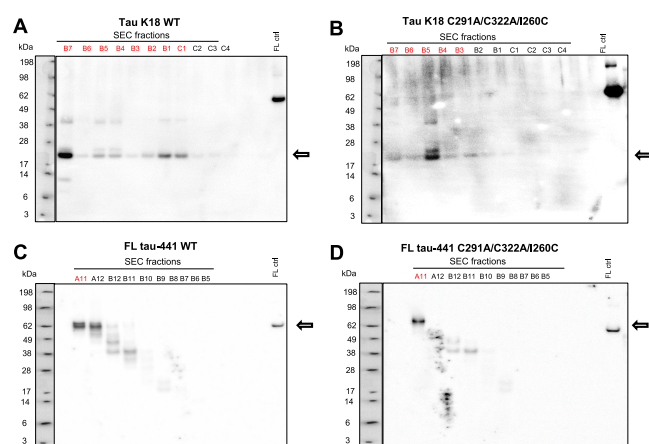 A
Tau K18 WT
SEC fractions
kDa
B7 B6 B5 B4 B3 B2 B1 C1 C2 C3 C4
FL ctrl
198
98
62
49
38
28
17
14
6
3
B
Tau K18 C291A/C322A/I260C
SEC fractions
kDa
B7 B6 B5 B4 B3 B2 B1 C1 C2 C3 C4
FL ctrl
198
98
62
49
38
28
17
14
6
3
C
FL tau-441 WT
SEC fractions
kDa
A11 A12 B12 B11 B10 B9 B8 B7 B6 B5
FL ctrl
198
98
62
49
38
28
17
14
6
3
D
FL tau-441 C291A/C322A/I260C
SEC fractions
kDa
A11 A12 B12 B11 B10 B9 B8 B7 B6 B5
FL ctrl
198
98
62
49
38
28
17
14
6
3